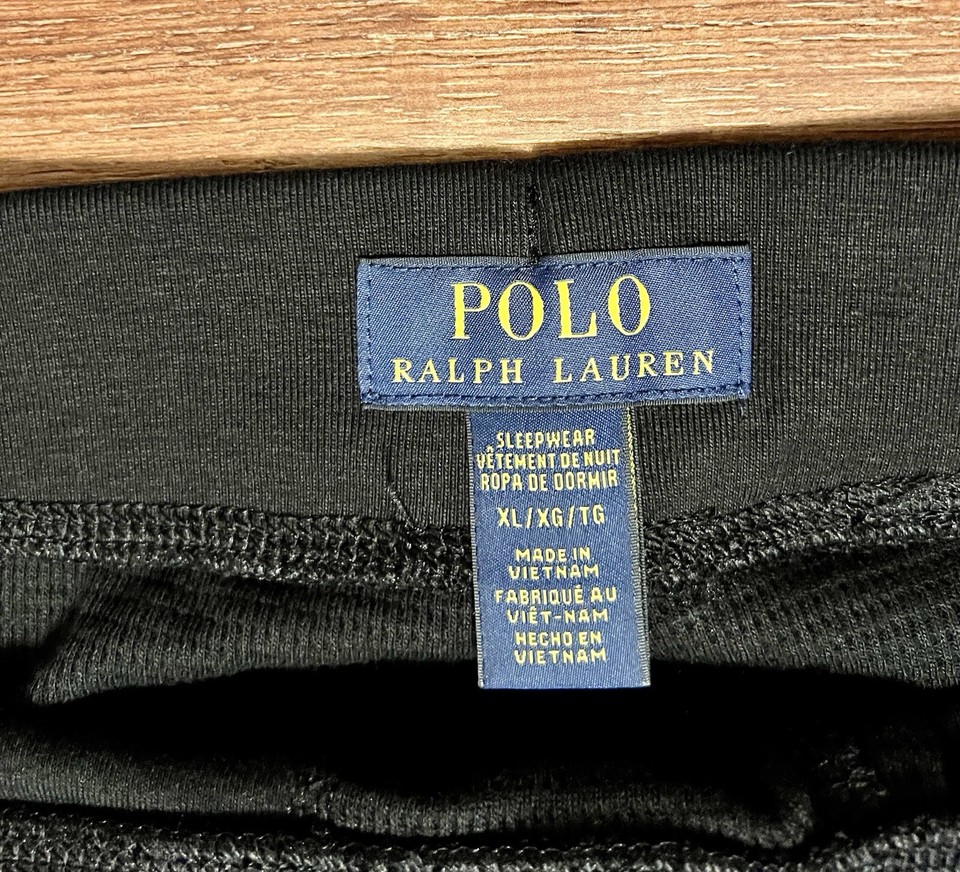 POLO
RALPH LAUREN
SLEEPWEAR
VÊTEMENT DE NUIT
ROPA DE DORMIR
XL/XG/TG
MADE IN
VIETNAM
FABRIQUÉ AU
VIÊT-NAM
HECHO EN
VIETNAM